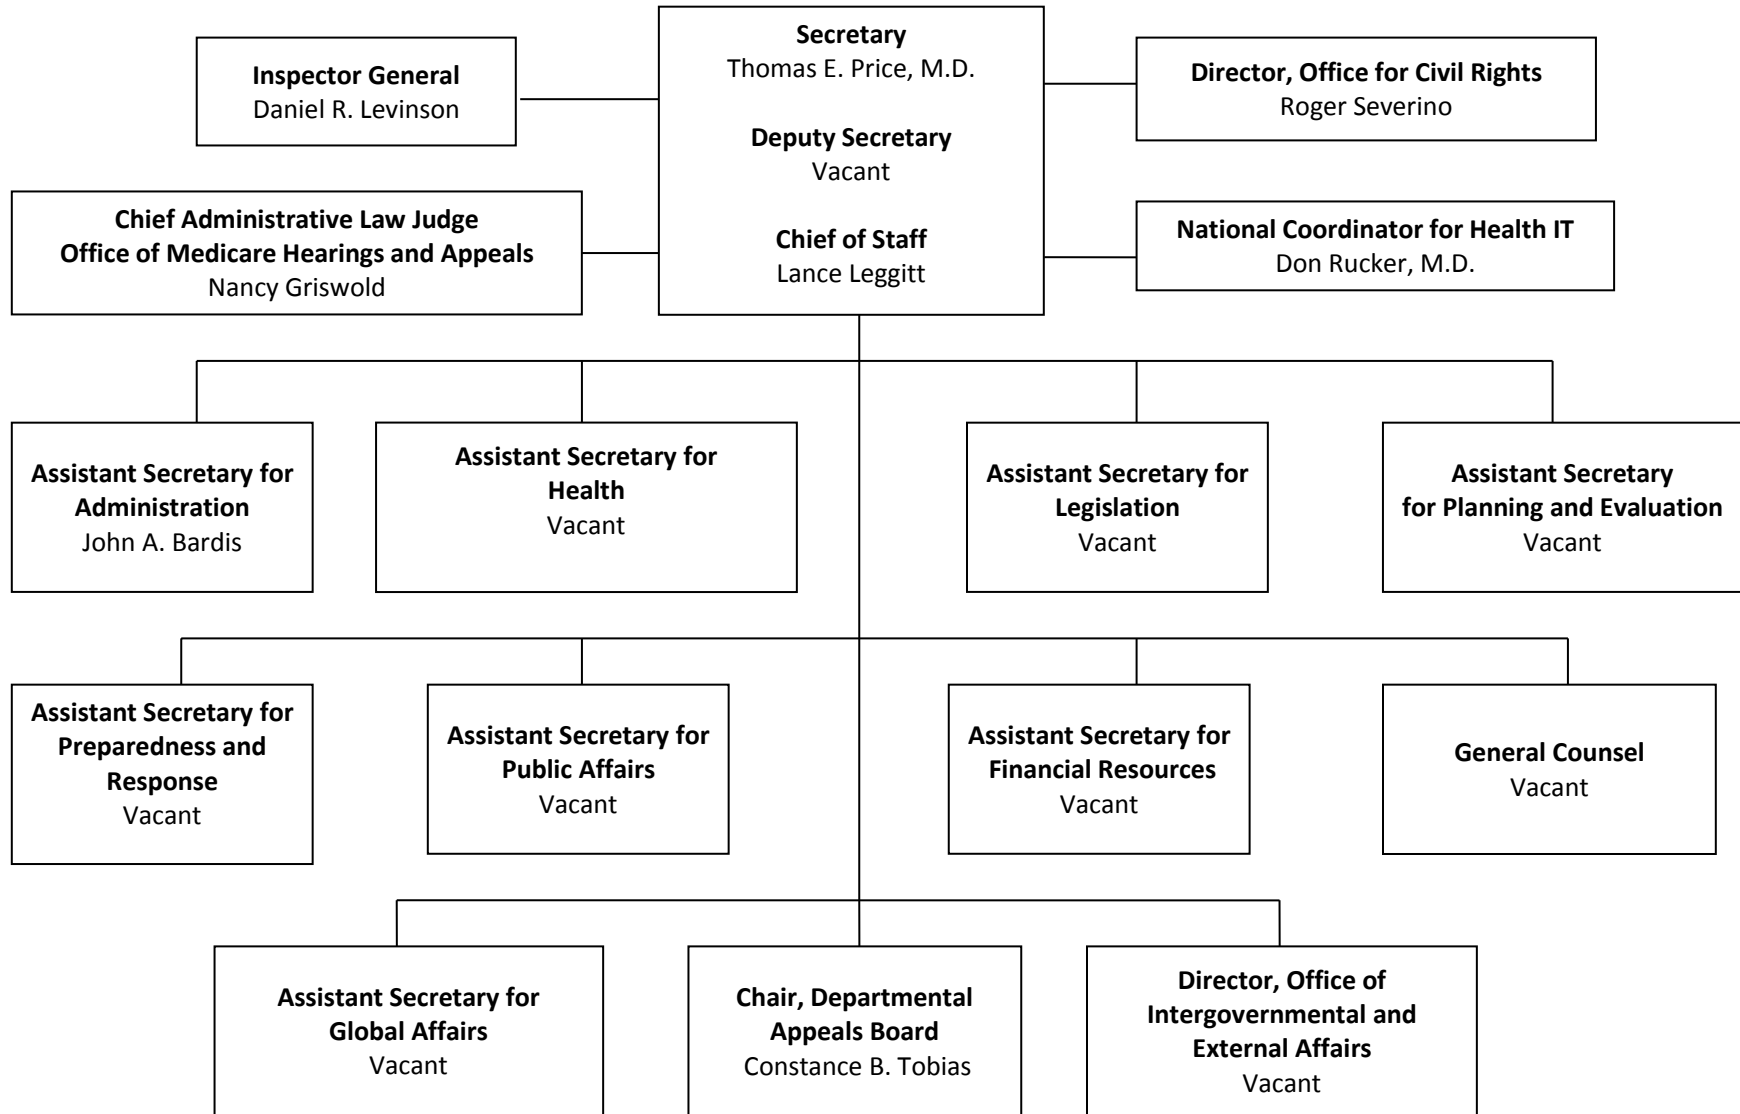 Secretary
Thomas E. Price, M.D.
Deputy Secretary
Vacant
Chief of Staff
Lance Leggitt
Inspector General
Daniel R. Levinson
Director, Office for Civil Rights
Roger Severino
Chief Administrative Law Judge
Office of Medicare Hearings and Appeals
Nancy Griswold
National Coordinator for Health IT
Don Rucker, M.D.
Assistant Secretary for
Administration
John A. Bardis
Assistant Secretary for
Health
Vacant
Assistant Secretary for
Legislation
Vacant
Assistant Secretary
for Planning and Evaluation
Vacant
Assistant Secretary for
Preparedness and
Response
Vacant
Assistant Secretary for
Public Affairs
Vacant
Assistant Secretary for
Financial Resources
Vacant
General Counsel
Vacant
Assistant Secretary for
Global Affairs
Vacant
Chair, Departmental
Appeals Board
Constance B. Tobias
Director, Office of
Intergovernmental and
External Affairs
Vacant